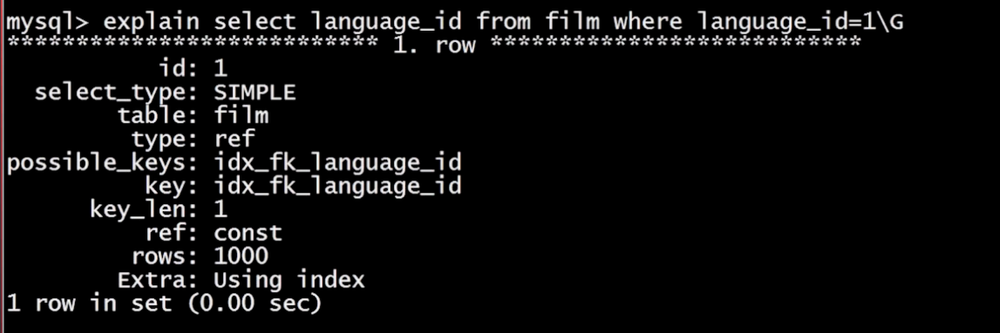 mysql> explain select language_id from film where language_id=1\G
*************************** 1. row ***************************
id: 1
select_type: SIMPLE
table: film
type: ref
possible_keys: idx_fk_language_id
key: idx_fk_language_id
key_len: 1
ref: const
rows: 1000
Extra: Using index
1 row in set (0.00 sec)